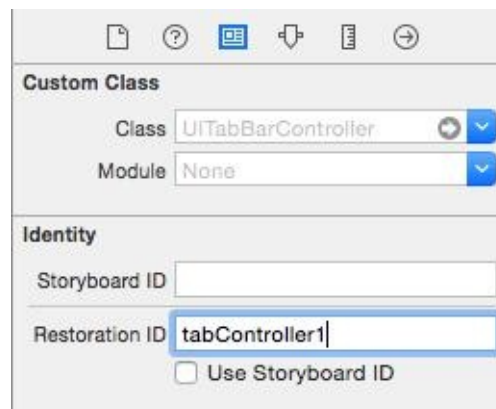 Custom Class
Class UITabBarController
Module None
Identity
Storyboard ID
Restoration ID tabController1
Use Storyboard ID